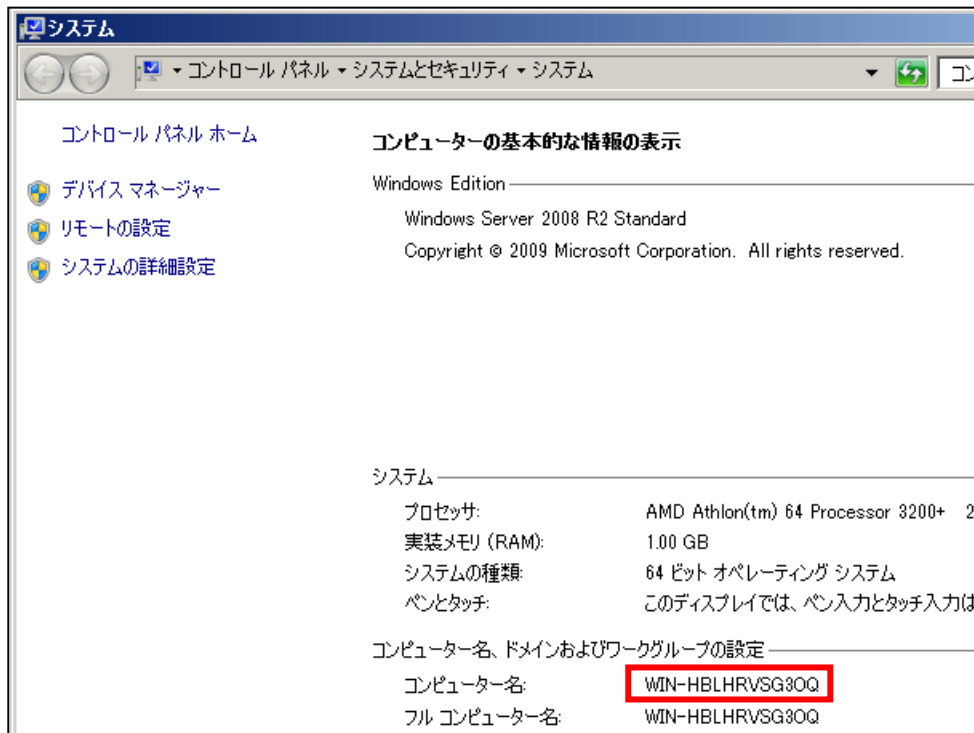 システム
コントロール パネル ▾ システムとセキュリティ ▾ システム
コントロール パネル ホーム
デバイス マネージャー
リモートの設定
システムの詳細設定
コンピューターの基本的な情報の表示
Windows Edition
Windows Server 2008 R2 Standard
Copyright © 2009 Microsoft Corporation. All rights reserved.
システム
プロセッサ: AMD Athlon(tm) 64 Processor 3200+ 2
実装メモリ (RAM): 1.00 GB
システムの種類: 64 ビット オペレーティング システム
ペンとタッチ: このディスプレイでは、ペン入力とタッチ入力は
コンピューター名、ドメインおよびワークグループの設定
コンピューター名: WIN-HBLHRVSG3OQ
フル コンピューター名: WIN-HBLHRVSG3OQ